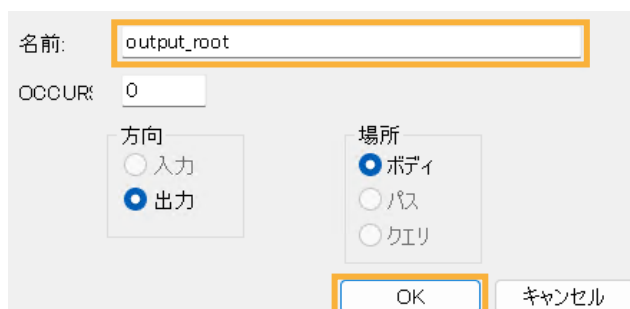 名前: output_root
OCCURS 0
方向
入力
出力
場所
ボディ
パス
クエリ
OK キャンセル